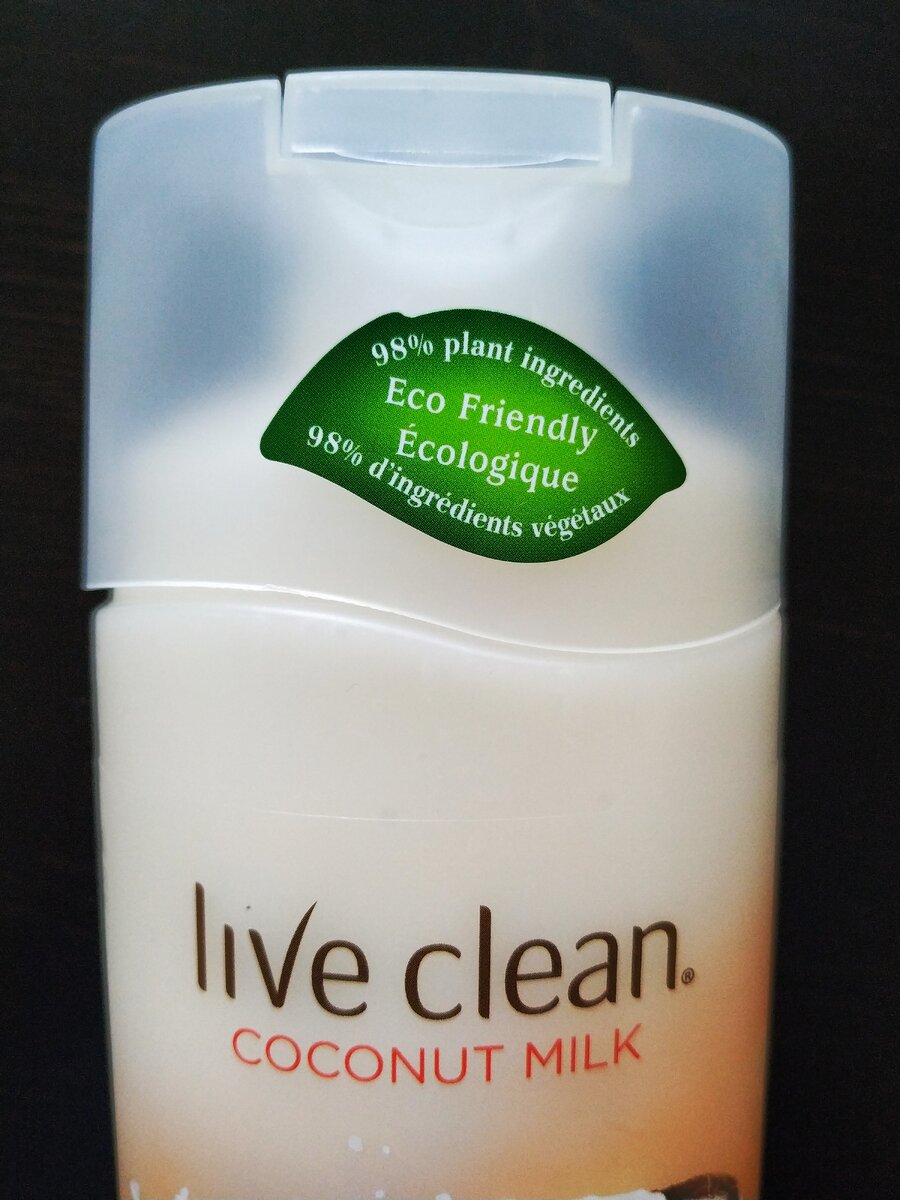 98% plant ingredients
Eco Friendly
Écologique
98% d'ingrédients végétaux
live clean®
COCONUT MILK